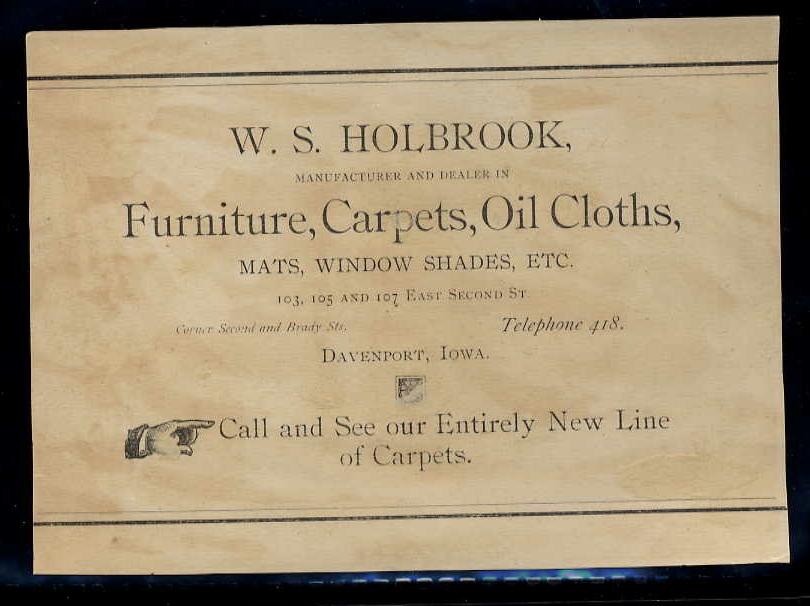 W. S. HOLBROOK,
MANUFACTURER AND DEALER IN
Furniture, Carpets, Oil Cloths,
MATS, WINDOW SHADES, ETC.
103, 105 AND 107 EAST SECOND ST
Corner Second and Brady Sts. Telephone 418.
DAVENPORT, IOWA.
Call and See our Entirely New Line
of Carpets.